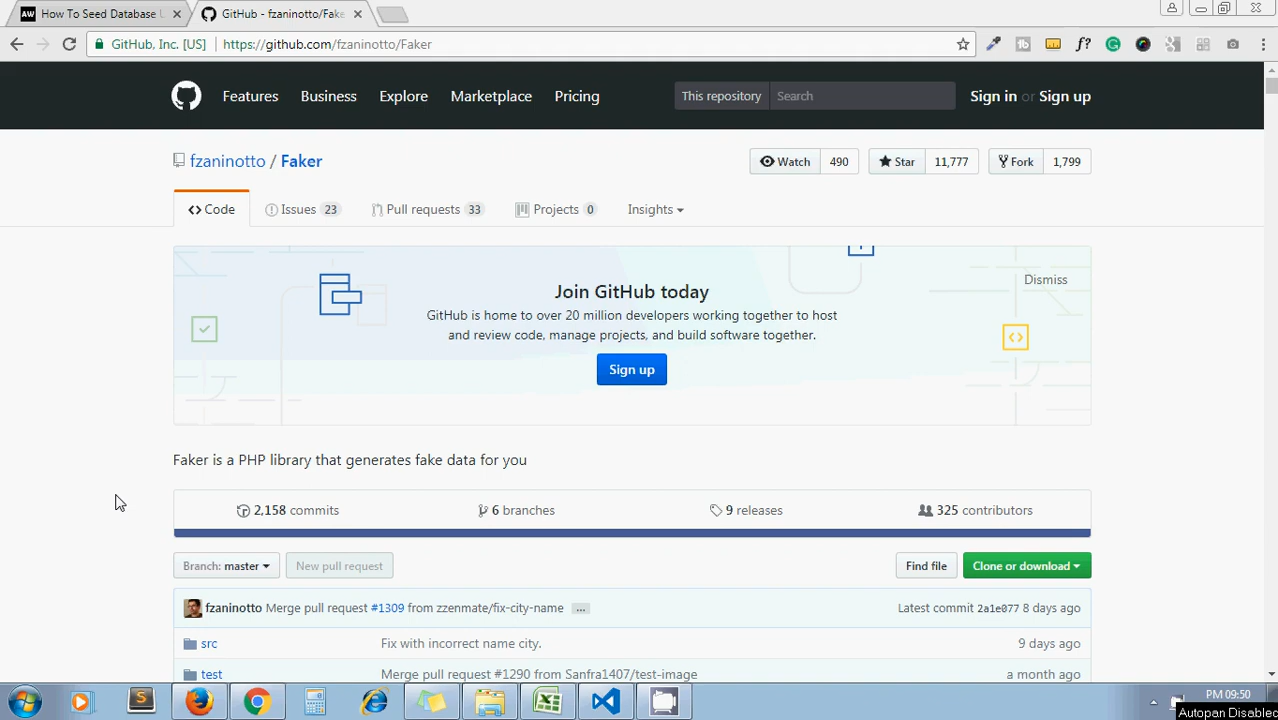 How To Seed Database
GitHub - fzaninotto/Fake
GitHub, Inc. [US] https://github.com/fzaninotto/Faker
Features Business Explore Marketplace Pricing This repository Search Sign in or Sign up
fzaninotto / Faker Watch 490 Star 11,777 Fork 1,799
Code Issues 23 Pull requests 33 Projects 0 Insights
Dismiss
Join GitHub today
GitHub is home to over 20 million developers working together to host
and review code, manage projects, and build software together.
Sign up
Faker is a PHP library that generates fake data for you
2,158 commits 6 branches 9 releases 325 contributors
Branch: master New pull request Find file Clone or download
fzaninotto Merge pull request #1309 from zzenmate/fix-city-name ... Latest commit 2a1e077 8 days ago
src Fix with incorrect name city. 9 days ago
test Merge pull request #1290 from Sanfra1407/test-image a month ago
PM 09:50
Autopan Disabled